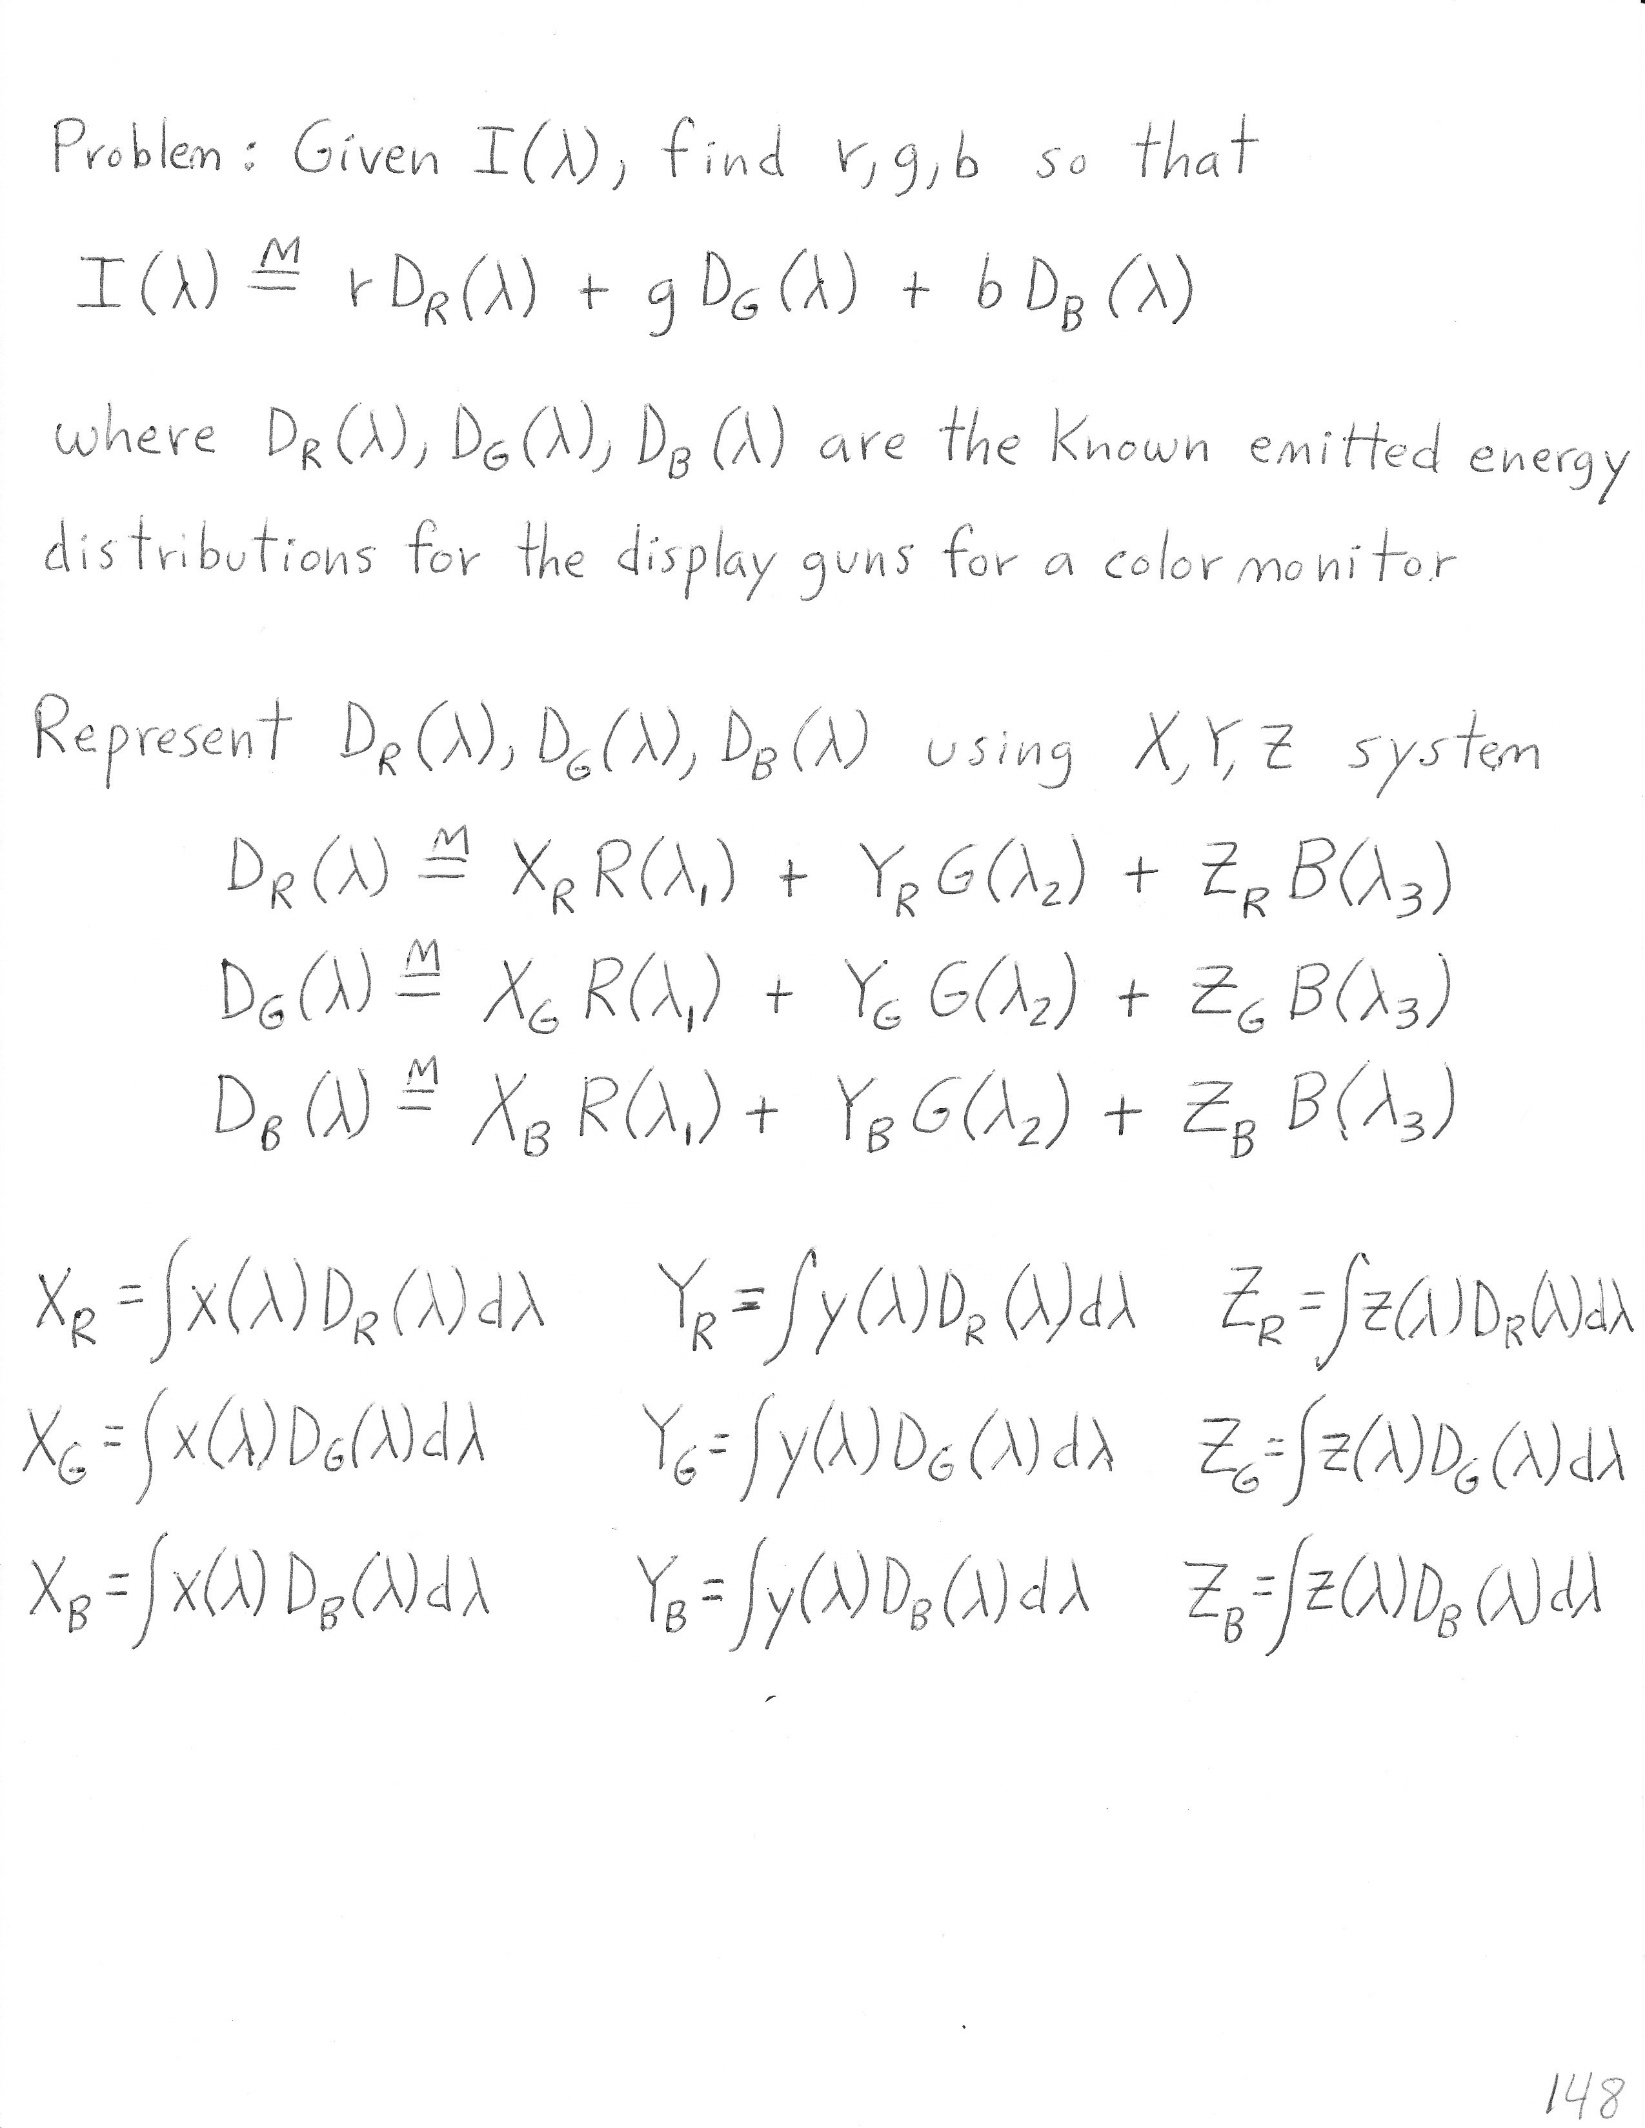 Problem: Given I(λ), find r,g,b so that
I(λ) ≝M r D_R(λ) + g D_G(λ) + b D_B(λ)
where D_R(λ), D_G(λ), D_B(λ) are the known emitted energy
distributions for the display guns for a color monitor
Represent D_R(λ), D_G(λ), D_B(λ) using X,Y,Z system
D_R(λ) =^M X_R R(λ₁) + Y_R G(λ₂) + Z_R B(λ₃)
D_G(λ) =^M X_G R(λ₁) + Y_G G(λ₂) + Z_G B(λ₃)
D_B(λ) =^M X_B R(λ₁) + Y_B G(λ₂) + Z_B B(λ₃)
X_R = ∫x(λ)D_R(λ)dλ Y_R = ∫y(λ)D_R(λ)dλ Z_R = ∫z(λ)D_R(λ)dλ
X_G = ∫x(λ)D_G(λ)dλ Y_G = ∫y(λ)D_G(λ)dλ Z_G = ∫z(λ)D_G(λ)dλ
X_B = ∫x(λ)D_B(λ)dλ Y_B = ∫y(λ)D_B(λ)dλ Z_B = ∫z(λ)D_B(λ)dλ
148